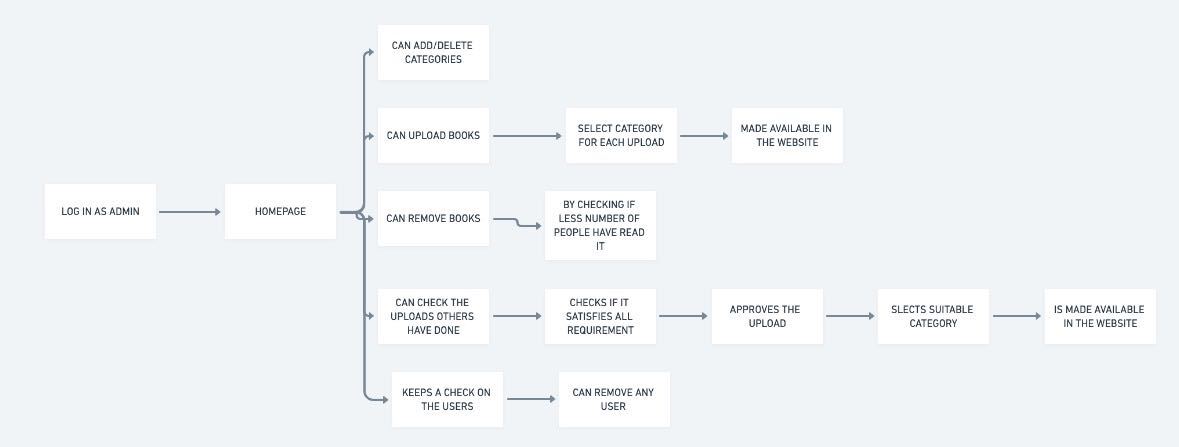 LOG IN AS ADMIN
HOMEPAGE
CAN ADD/DELETE
CATEGORIES
CAN UPLOAD BOOKS
SELECT CATEGORY
FOR EACH UPLOAD
MADE AVAILABLE IN
THE WEBSITE
CAN REMOVE BOOKS
BY CHECKING IF
LESS NUMBER OF
PEOPLE HAVE READ
IT
CAN CHECK THE
UPLOADS OTHERS
HAVE DONE
CHECKS IF IT
SATISFIES ALL
REQUIREMENT
APPROVES THE
UPLOAD
SLECTS SUITABLE
CATEGORY
IS MADE AVAILABLE
IN THE WEBSITE
KEEPS A CHECK ON
THE USERS
CAN REMOVE ANY
USER